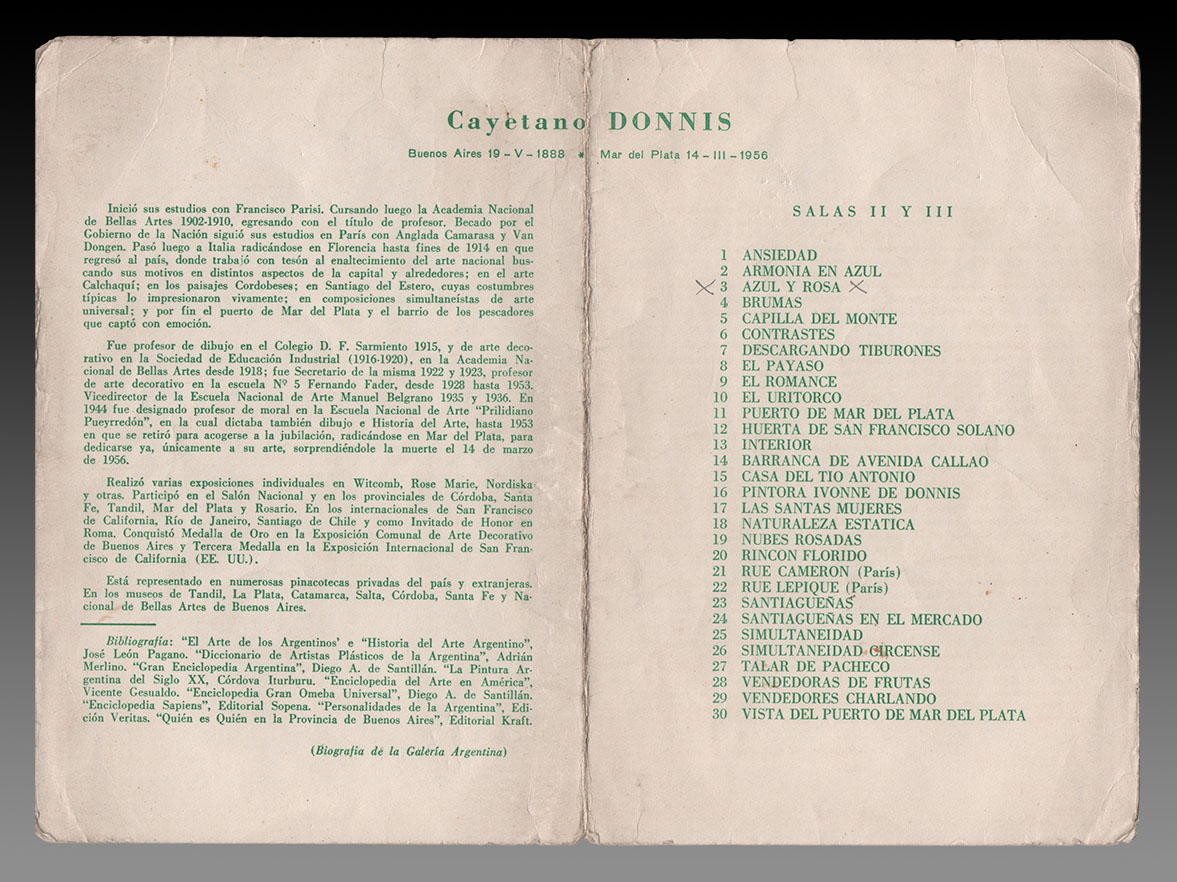 Cayetano DONNIS
Buenos Aires 19 - V - 1888 * Mar del Plata 14 - III - 1956
Inició sus estudios con Francisco Parisi. Cursando luego la Academia Nacional
de Bellas Artes 1902-1910, egresando con el título de profesor. Becado por el
Gobierno de la Nación siguió sus estudios en París con Anglada Camarasa y Van
Dongen. Pasó luego a Italia radicándose en Florencia hasta fines de 1914 en que
regresó al país, donde trabajó con tesón al enaltecimiento del arte nacional bus-
cando sus motivos en distintos aspectos de la capital y alrededores; en el arte
Calchaquí; en los paisajes Cordobeses; en Santiago del Estero, cuyas costumbres
típicas lo impresionaron vivamente; en composiciones simultaneístas de arte
universal; y por fin el puerto de Mar del Plata y el barrio de los pescadores
que captó con emoción.
Fue profesor de dibujo en el Colegio D. F. Sarmiento 1915, y de arte deco-
rativo en la Sociedad de Educación Industrial (1916-1920), en la Academia Na-
cional de Bellas Artes desde 1918; fue Secretario de la misma 1922 y 1923, profesor
de arte decorativo en la escuela Nº 5 Fernando Fader, desde 1928 hasta 1953.
Vicedirector de la Escuela Nacional de Arte Manuel Belgrano 1935 y 1936. En
1944 fue designado profesor de moral en la Escuela Nacional de Arte "Prilidiano
Pueyrredón", en la cual dictaba también dibujo e Historia del Arte, hasta 1953
en que se retiró para acogerse a la jubilación, radicándose en Mar del Plata, para
dedicarse ya, únicamente a su arte, sorprendiéndole la muerte el 14 de marzo
de 1956.
Realizó varias exposiciones individuales en Witcomb, Rose Marie, Nordiska
y otras. Participó en el Salón Nacional y en los provinciales de Córdoba, Santa
Fe, Tandil, Mar del Plata y Rosario. En los internacionales de San Francisco
de California, Río de Janeiro, Santiago de Chile y como Invitado de Honor en
Roma. Conquistó Medalla de Oro en la Exposición Comunal de Arte Decorativo
de Buenos Aires y Tercera Medalla en la Exposición Internacional de San Fran-
cisco de California (EE. UU.).
Está representado en numerosas pinacotecas privadas del país y extranjeras.
En los museos de Tandil, La Plata, Catamarca, Salta, Córdoba, Santa Fe y Na-
cional de Bellas Artes de Buenos Aires.
Bibliografía: "El Arte de los Argentinos' e "Historia del Arte Argentino",
José León Pagano. "Diccionario de Artistas Plásticos de la Argentina", Adrián
Merlino. "Gran Enciclopedia Argentina", Diego A. de Santillán. "La Pintura Ar-
gentina del Siglo XX, Córdova Iturburu. "Enciclopedia del Arte en América",
Vicente Gesualdo. "Enciclopedia Gran Omeba Universal", Diego A. de Santillán.
"Enciclopedia Sapiens", Editorial Sopena. "Personalidades de la Argentina", Edi-
ción Veritas. "Quién es Quién en la Provincia de Buenos Aires", Editorial Kraft.
(Biografía de la Galería Argentina)
SALAS II Y III
1 ANSIEDAD
2 ARMONIA EN AZUL
X 3 AZUL Y ROSA X
4 BRUMAS
5 CAPILLA DEL MONTE
6 CONTRASTES
7 DESCARGANDO TIBURONES
8 EL PAYASO
9 EL ROMANCE
10 EL URITORCO
11 PUERTO DE MAR DEL PLATA
12 HUERTA DE SAN FRANCISCO SOLANO
13 INTERIOR
14 BARRANCA DE AVENIDA CALLAO
15 CASA DEL TIO ANTONIO
16 PINTORA IVONNE DE DONNIS
17 LAS SANTAS MUJERES
18 NATURALEZA ESTATICA
19 NUBES ROSADAS
20 RINCON FLORIDO
21 RUE CAMERON (París)
22 RUE LEPIQUE (París)
23 SANTIAGUEÑAS
24 SANTIAGUEÑAS EN EL MERCADO
25 SIMULTANEIDAD
26 SIMULTANEIDAD CIRCENSE
27 TALAR DE PACHECO
28 VENDEDORAS DE FRUTAS
29 VENDEDORES CHARLANDO
30 VISTA DEL PUERTO DE MAR DEL PLATA